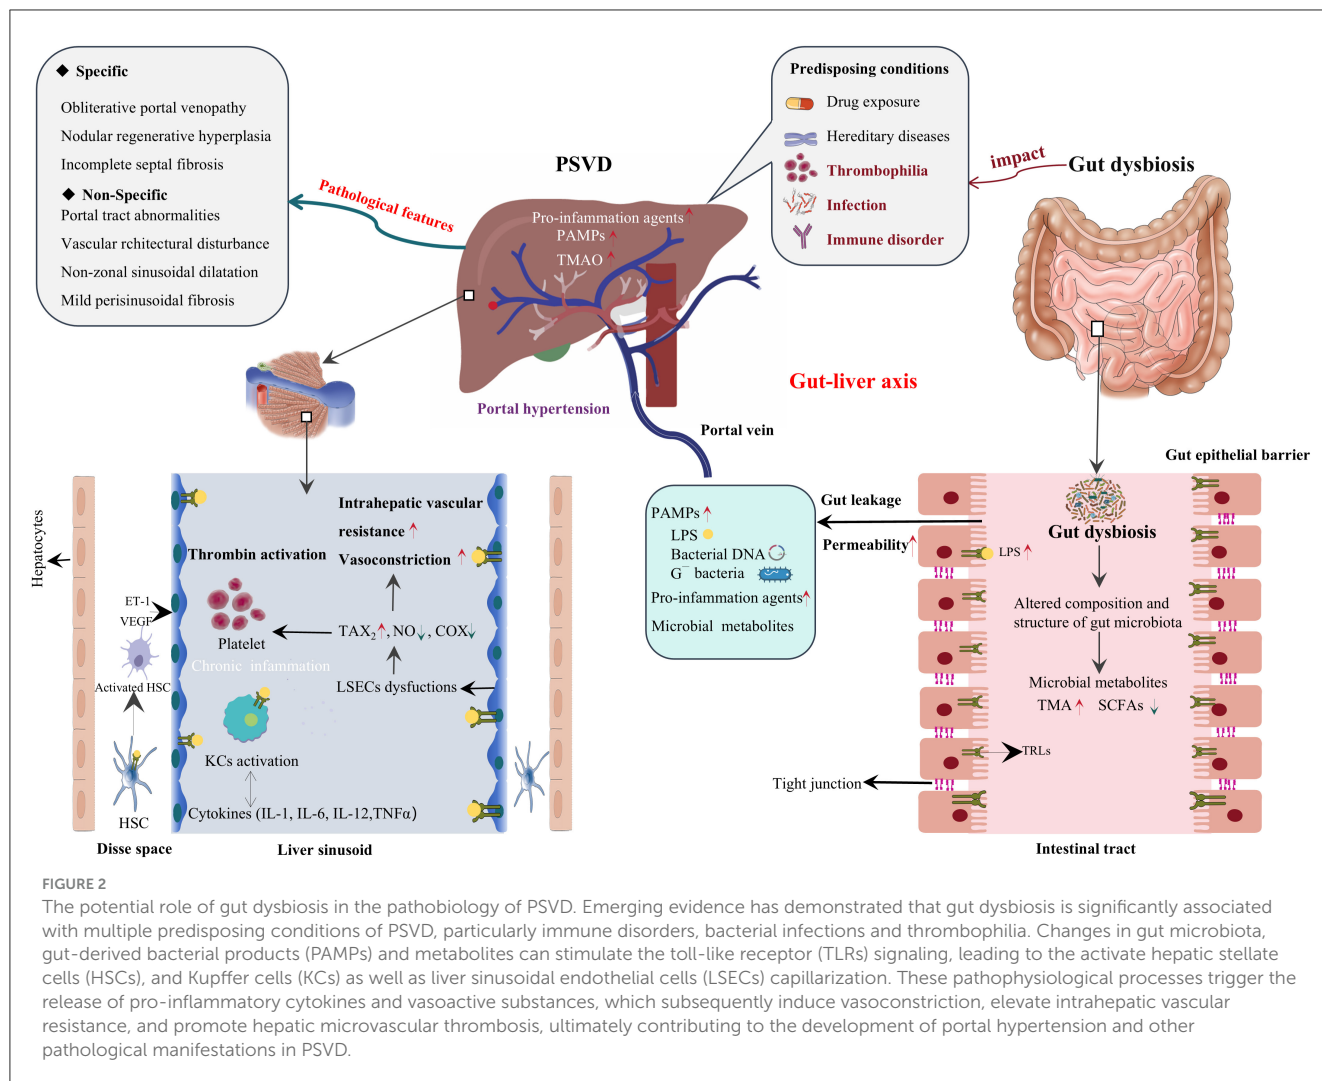 ◆ Specific
Obliterative portal venopathy
Nodular regenerative hyperplasia
Incomplete septal fibrosis
◆ Non-Specific
Portal tract abnormalities
Vascular rchitectural disturbance
Non-zonal sinusoidal dilatation
Mild perisinusoidal fibrosis
Pathological features
PSVD
Pro-infammation agents
PAMPs
TMAO
Portal hypertension
Predisposing conditions
Drug exposure
Hereditary diseases
Thrombophilia
Infection
Immune disorder
impact
Gut dysbiosis
Gut-liver axis
Portal vein
Gut epithelial barrier
Hepatocytes
ET-1
VEGF
Activated HSC
HSC
Disse space
Intrahepatic vascular
resistance
Vasoconstriction
Thrombin activation
Platelet
TAX₂, NO, COX
Chronic infammation
LSECs dysfuctions
KCs activation
Cytokines (IL-1, IL-6, IL-12,TNFα)
Liver sinusoid
PAMPs
LPS
Bacterial DNA
G⁻ bacteria
Pro-infammation agents
Microbial metabolites
Gut leakage
Permeability
Gut dysbiosis
LPS
Altered composition and
structure of gut microbiota
Microbial metabolites
TMA SCFAs
TRLs
Tight junction
Intestinal tract
FIGURE 2
The potential role of gut dysbiosis in the pathobiology of PSVD. Emerging evidence has demonstrated that gut dysbiosis is significantly associated
with multiple predisposing conditions of PSVD, particularly immune disorders, bacterial infections and thrombophilia. Changes in gut microbiota,
gut-derived bacterial products (PAMPs) and metabolites can stimulate the toll-like receptor (TLRs) signaling, leading to the activate hepatic stellate
cells (HSCs), and Kupffer cells (KCs) as well as liver sinusoidal endothelial cells (LSECs) capillarization. These pathophysiological processes trigger the
release of pro-inflammatory cytokines and vasoactive substances, which subsequently induce vasoconstriction, elevate intrahepatic vascular
resistance, and promote hepatic microvascular thrombosis, ultimately contributing to the development of portal hypertension and other
pathological manifestations in PSVD.